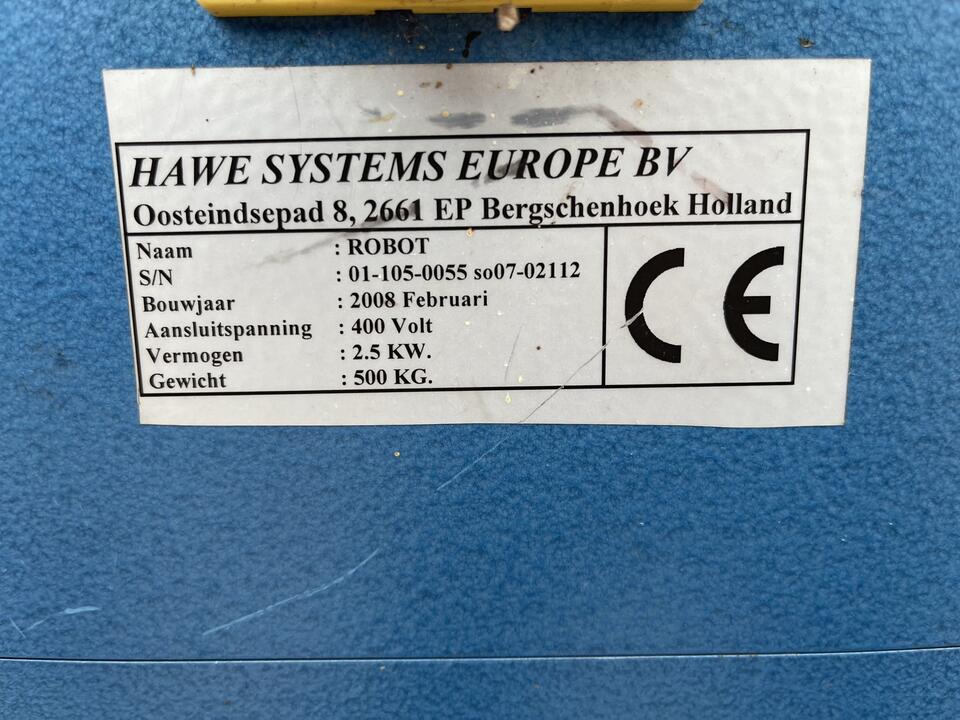 HAWE SYSTEMS EUROPE BV
Oosteindsepad 8, 2661 EP Bergschenhoek Holland
Naam : ROBOT
S/N : 01-105-0055 so07-02112
Bouwjaar : 2008 Februari
Aansluitspanning : 400 Volt
Vermogen : 2.5 KW.
Gewicht : 500 KG.
CE